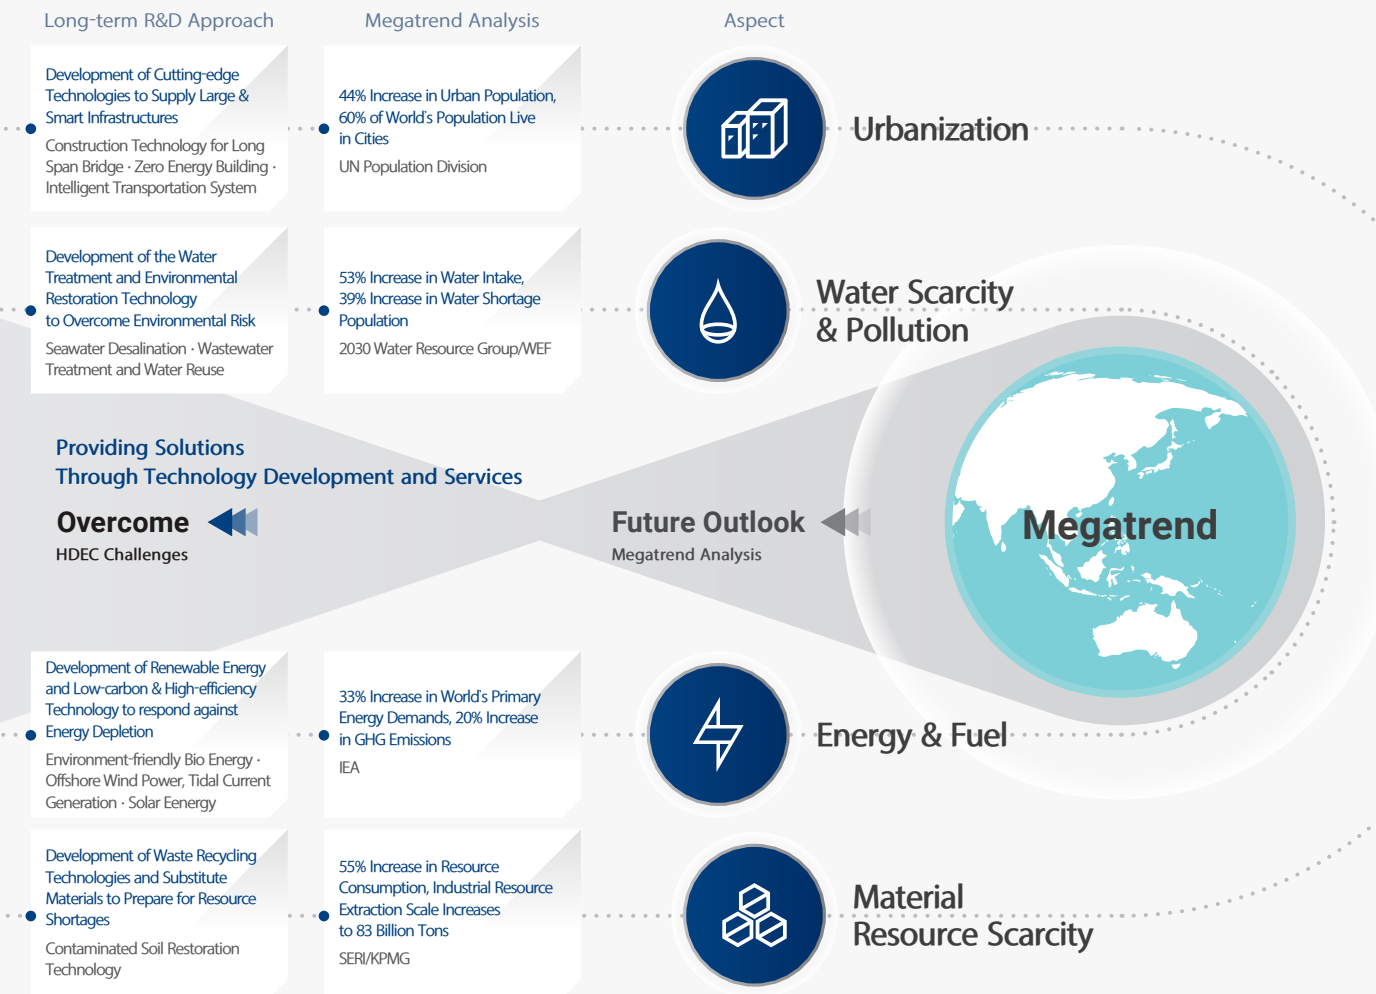 Long-term R&D Approach
Megatrend Analysis
Aspect
Development of Cutting-edge
Technologies to Supply Large &
Smart Infrastructures
Construction Technology for Long
Span Bridge · Zero Energy Building ·
Intelligent Transportation System
44% Increase in Urban Population,
60% of World's Population Live
in Cities
UN Population Division
Urbanization
Development of the Water
Treatment and Environmental
Restoration Technology
to Overcome Environmental Risk
Seawater Desalination · Wastewater
Treatment and Water Reuse
53% Increase in Water Intake,
39% Increase in Water Shortage
Population
2030 Water Resource Group/WEF
Water Scarcity
& Pollution
Providing Solutions
Through Technology Development and Services
Overcome
HDEC Challenges
Future Outlook
Megatrend Analysis
Megatrend
Development of Renewable Energy
and Low-carbon & High-efficiency
Technology to respond against
Energy Depletion
Environment-friendly Bio Energy ·
Offshore Wind Power, Tidal Current
Generation · Solar Eenergy
33% Increase in World's Primary
Energy Demands, 20% Increase
in GHG Emissions
IEA
Energy & Fuel
Development of Waste Recycling
Technologies and Substitute
Materials to Prepare for Resource
Shortages
Contaminated Soil Restoration
Technology
55% Increase in Resource
Consumption, Industrial Resource
Extraction Scale Increases
to 83 Billion Tons
SERI/KPMG
Material
Resource Scarcity